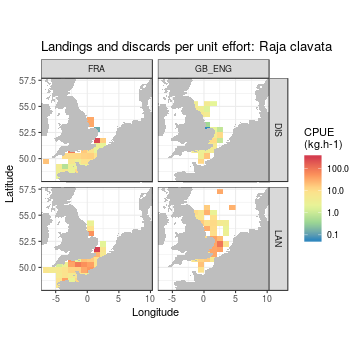 Landings and discards per unit effort: Raja clavata
FRA
GB_ENG
57.5
55.0
52.5
50.0
DIS
57.5
55.0
52.5
50.0
LAN
-5
0
5
10
-5
0
5
10
Longitude
Latitude
CPUE
(kg.h-1)
100.0
10.0
1.0
0.1